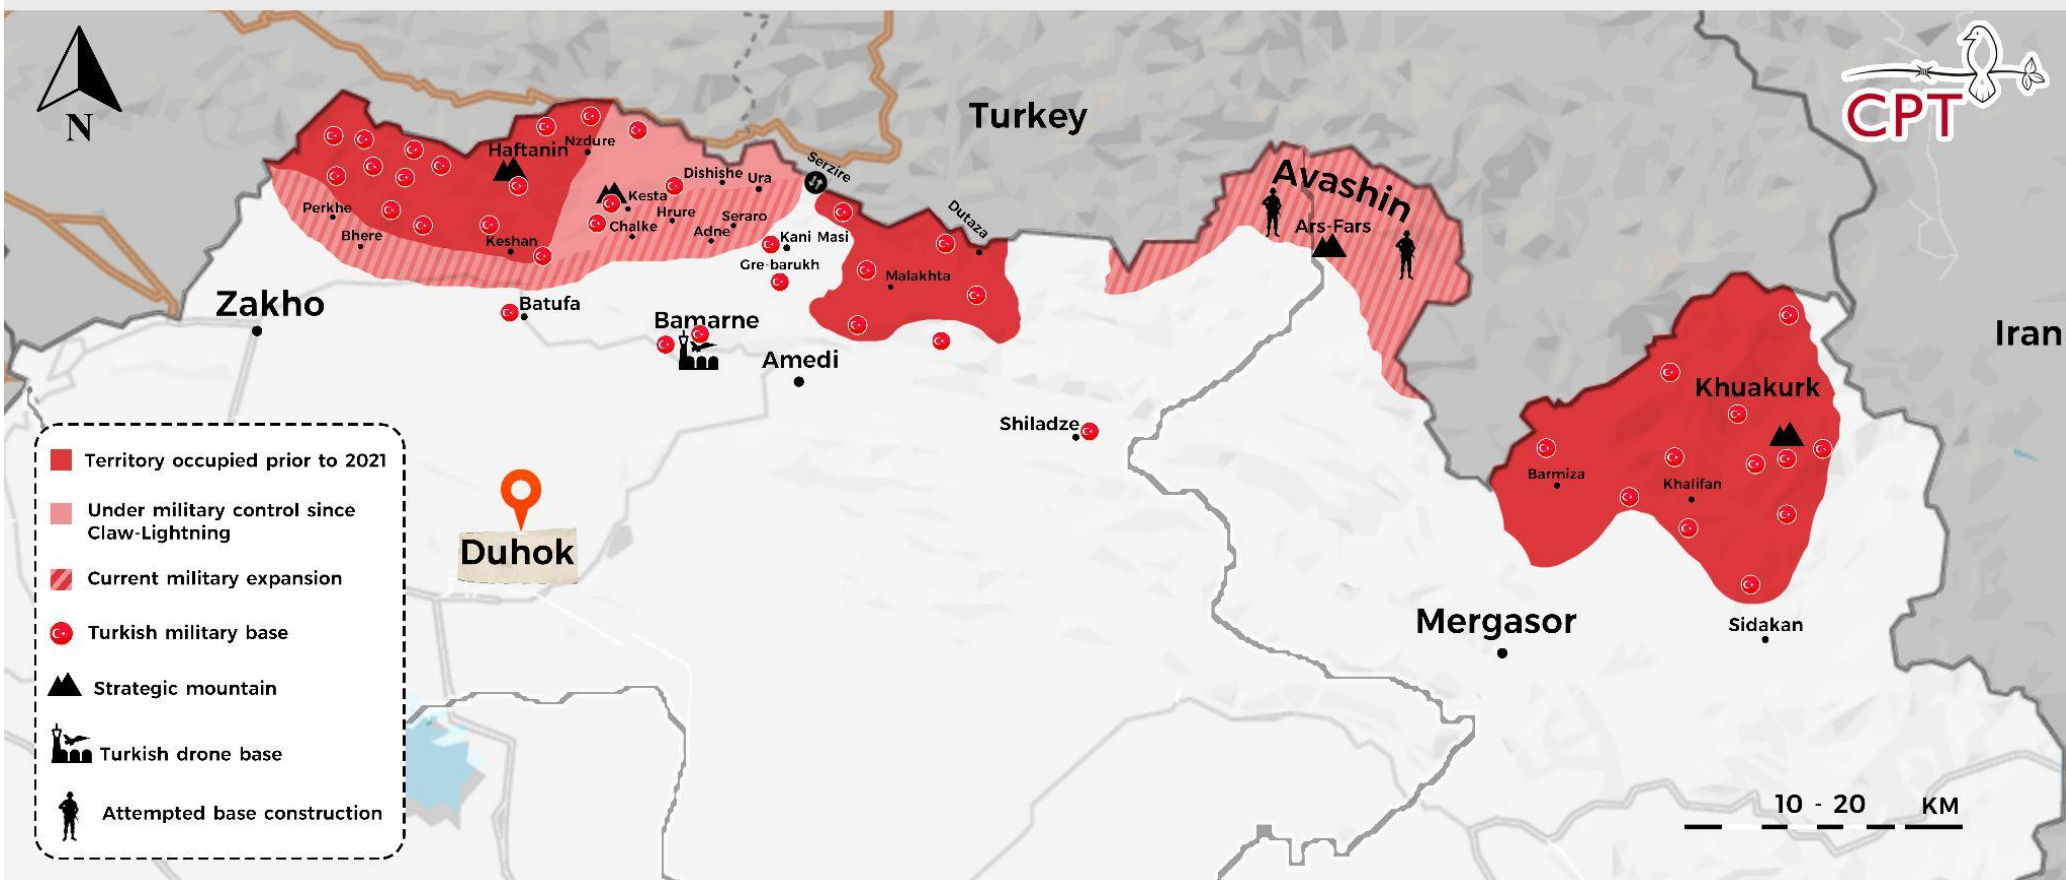 N
Turkey
CPT
Haftanin
Nzdure
Serzire
Dishishe
Ura
Avashin
Kesta
Perkhe
Hrure
Seraro
Dutaza
Ars-Fars
Bhere
Keshan
Chalke
Adne
Kani Masi
Gre-barukh
Malakhta
Zakho
Batufa
Bamarne
Amedi
Iran
Khuakurk
Shiladze
Barmiza
Khalifan
Duhok
Mergasor
Sidakan
Territory occupied prior to 2021
Under military control since
Claw-Lightning
Current military expansion
Turkish military base
Strategic mountain
Turkish drone base
Attempted base construction
10 - 20 KM